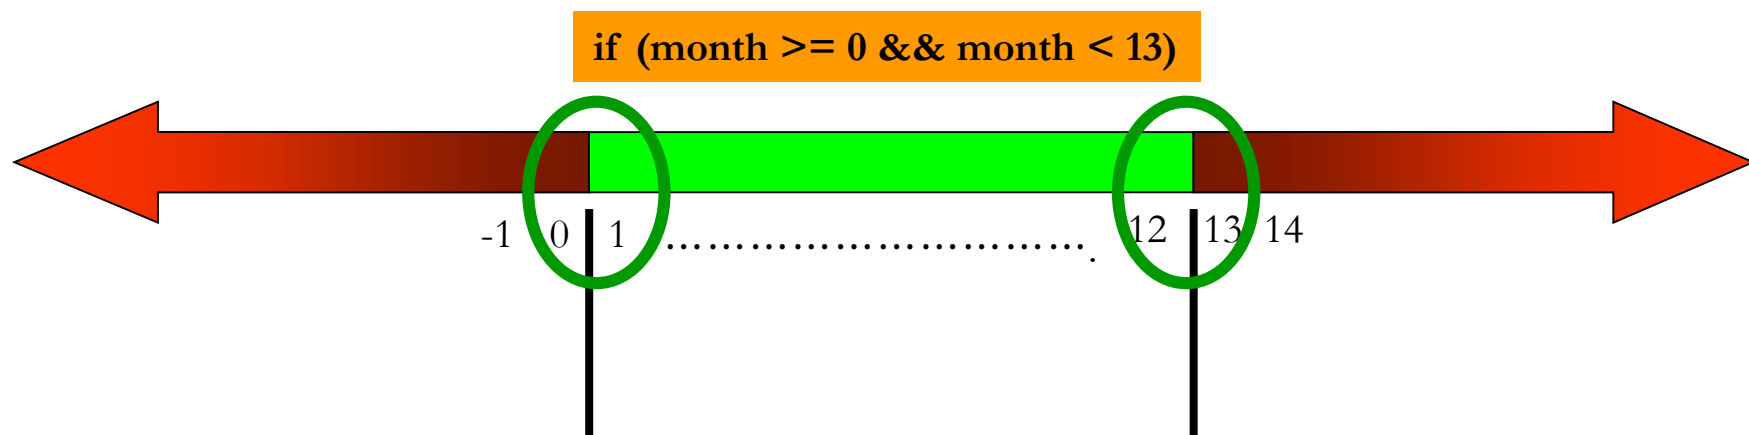 if (month >= 0 && month < 13)
-1 0 1 …………………………. 12 13 14